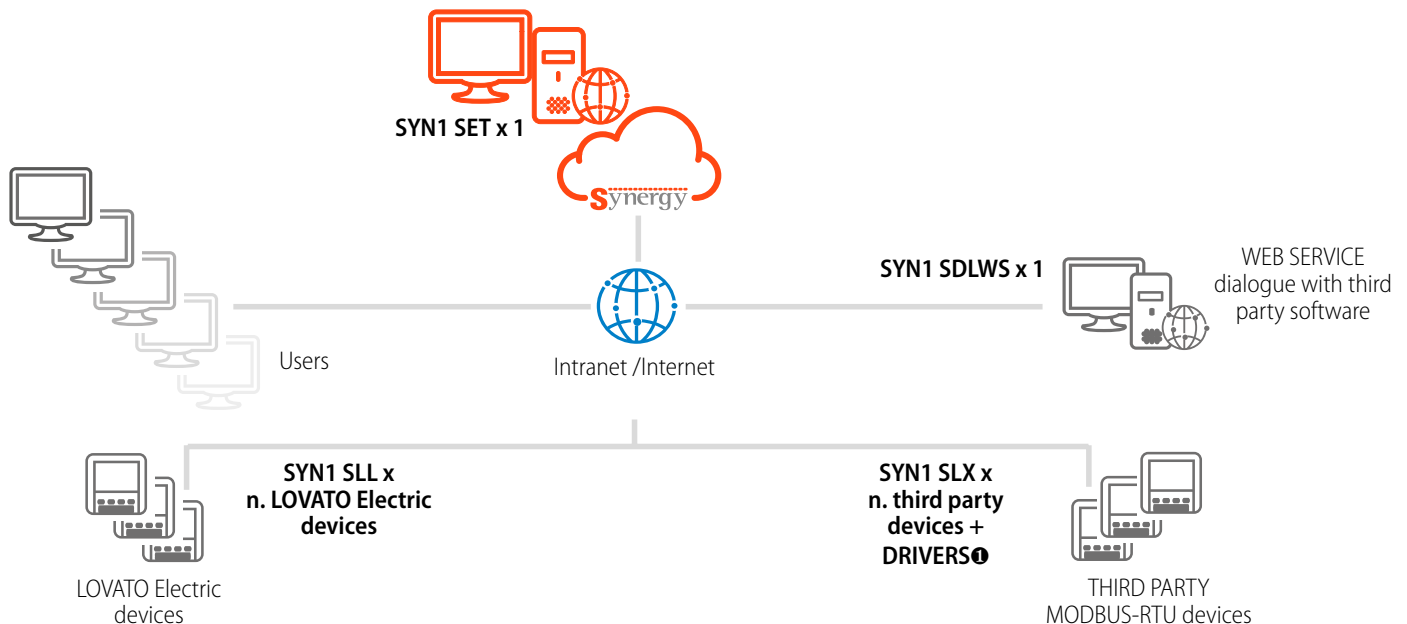 SYN1 SET x 1
Synergy
SYN1 SDLWS x 1
WEB SERVICE
dialogue with third
party software
Users
Intranet /Internet
SYN1 SLL x
n. LOVATO Electric
devices
SYN1 SLX x
n. third party
devices +
DRIVERS❶
LOVATO Electric
devices
THIRD PARTY
MODBUS-RTU devices